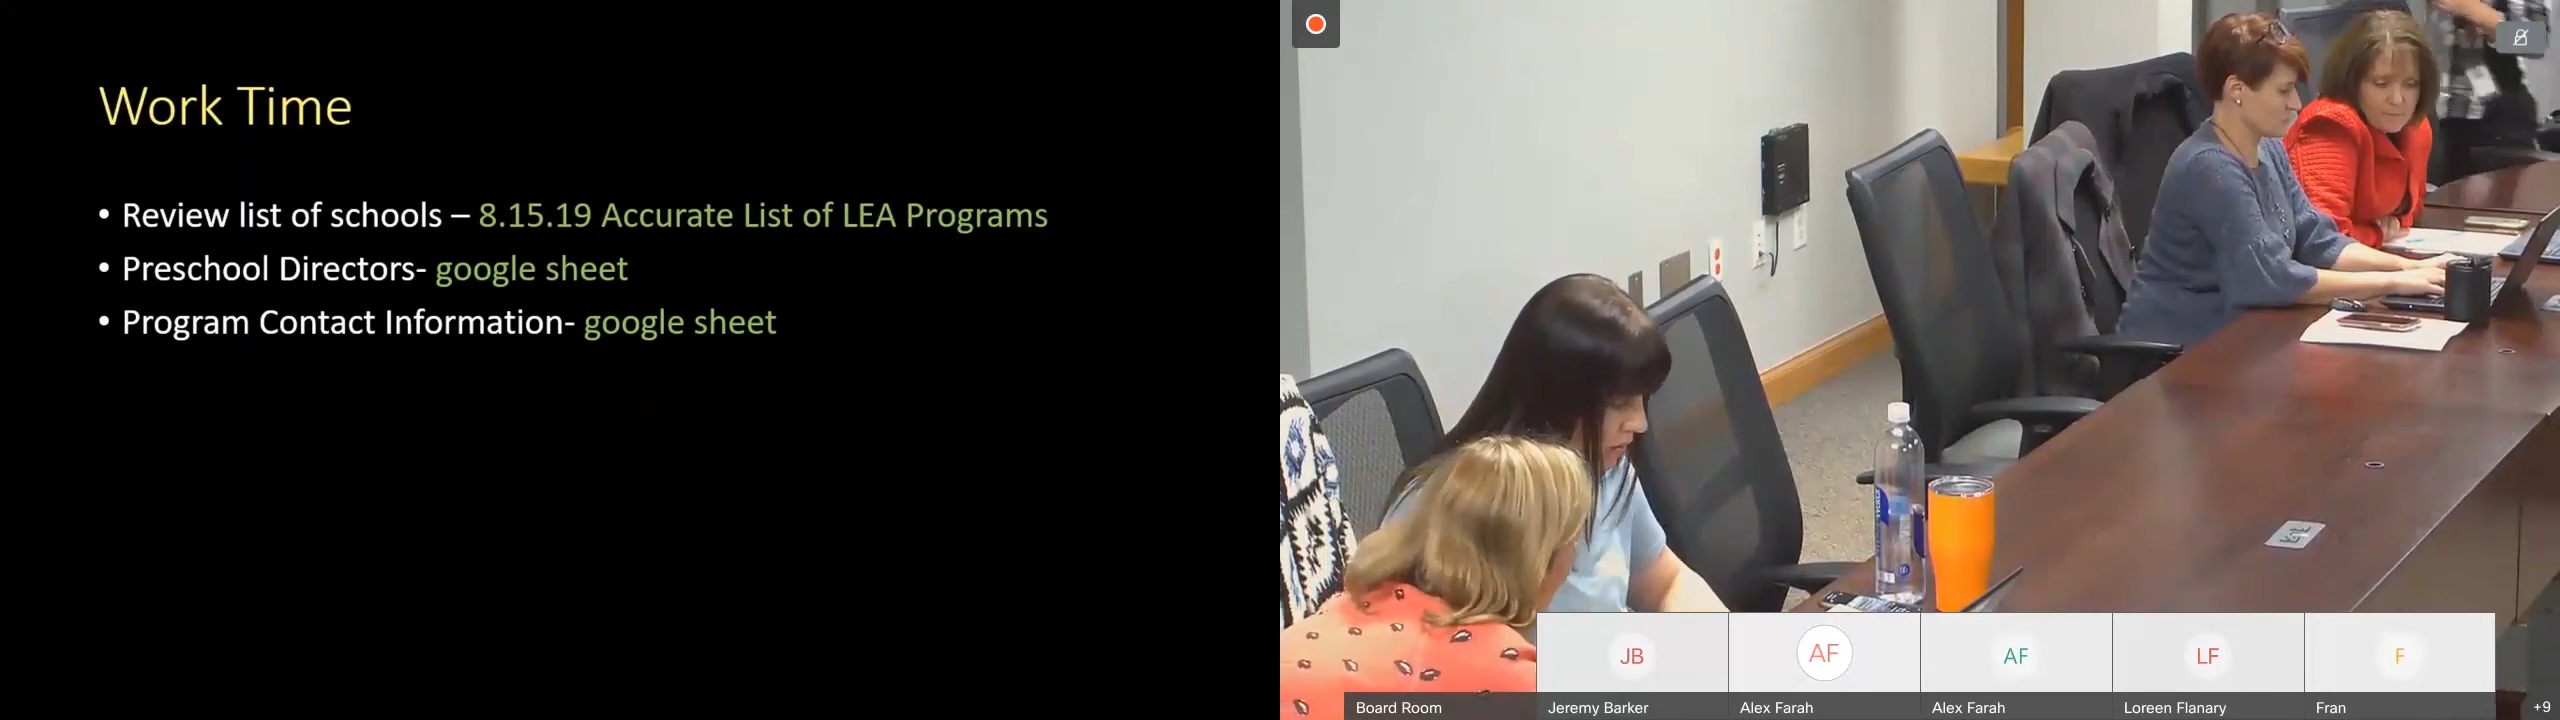 Work Time
• Review list of schools – 8.15.19 Accurate List of LEA Programs
• Preschool Directors- google sheet
• Program Contact Information- google sheet
JB
AF
AF
LF
F
Board Room
Jeremy Barker
Alex Farah
Alex Farah
Loreen Flanary
Fran
+9